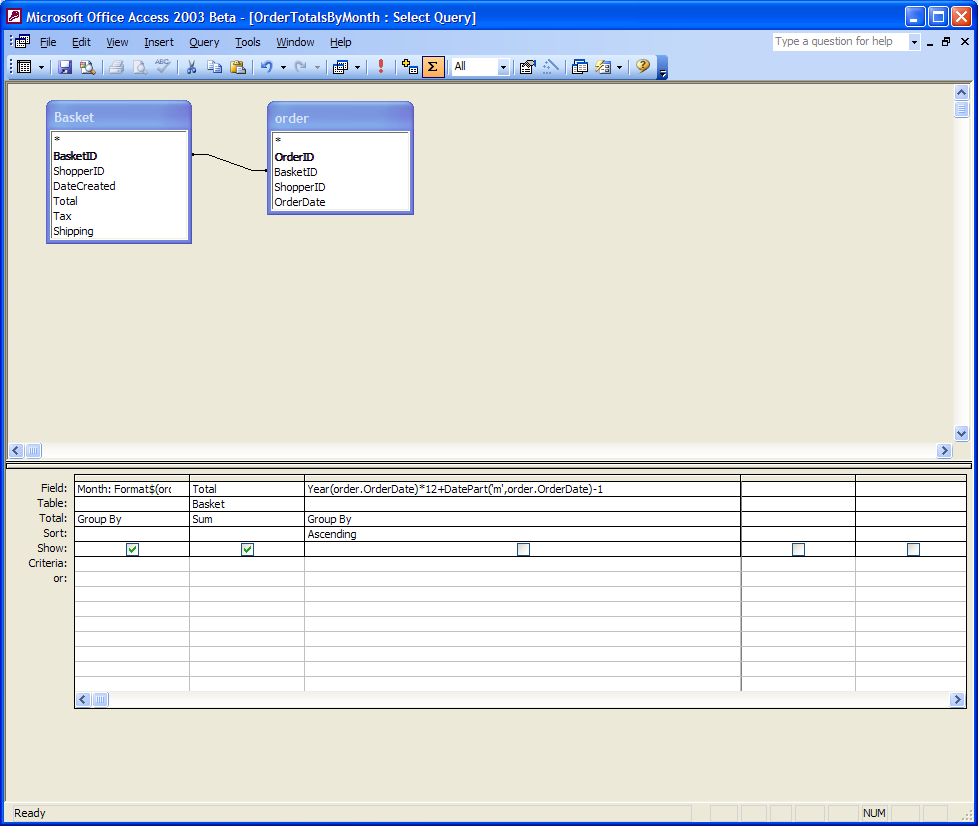 Microsoft Office Access 2003 Beta - [OrderTotalsByMonth : Select Query]
File Edit View Insert Query Tools Window Help Type a question for help
ABC Σ All
Basket
*
BasketID
ShopperID
DateCreated
Total
Tax
Shipping
order
*
OrderID
BasketID
ShopperID
OrderDate
Field: Month: Format$(orc Total Year(order.OrderDate)*12+DatePart('m',order.OrderDate)-1
Table: Basket
Total: Group By Sum Group By
Sort: Ascending
Show:
Criteria:
or:
Ready NUM